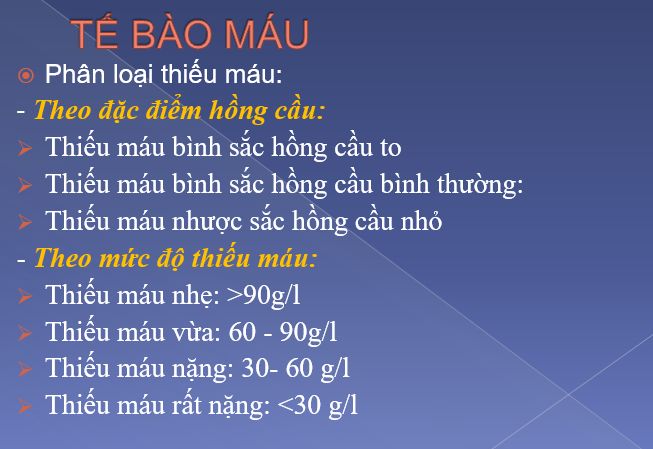 TẾ BÀO MÁU
Phân loại thiếu máu:
- Theo đặc điểm hồng cầu:
Thiếu máu bình sắc hồng cầu to
Thiếu máu bình sắc hồng cầu bình thường:
Thiếu máu nhược sắc hồng cầu nhỏ
- Theo mức độ thiếu máu:
Thiếu máu nhẹ: >90g/l
Thiếu máu vừa: 60 - 90g/l
Thiếu máu nặng: 30- 60 g/l
Thiếu máu rất nặng: <30 g/l